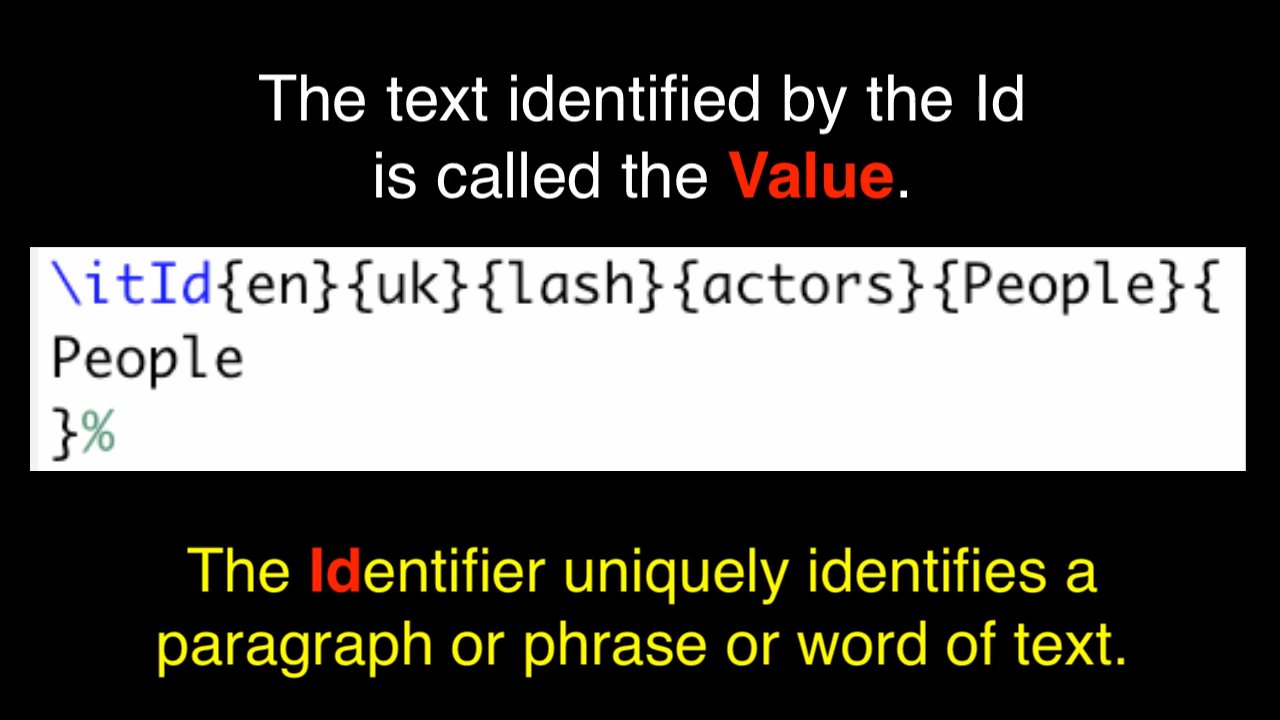 The text identified by the Id
is called the Value.
\itId{en}{uk}{lash}{actors}{People}{
People
}%
The Identifier uniquely identifies a
paragraph or phrase or word of text.